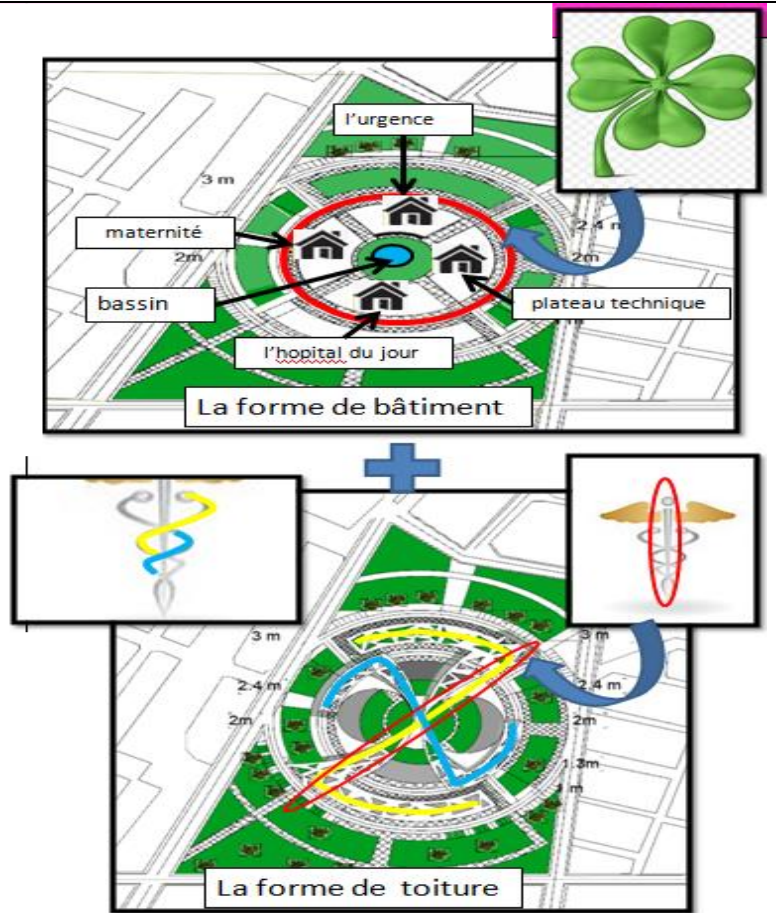 l'urgence
3 m
maternité
2.4 m
2m
2m
bassin
plateau technique
l'hopital du jour
La forme de bâtiment
3 m
3 m
2.4 m
2.4 m
2m
2m
1.3m
1 m
La forme de toiture